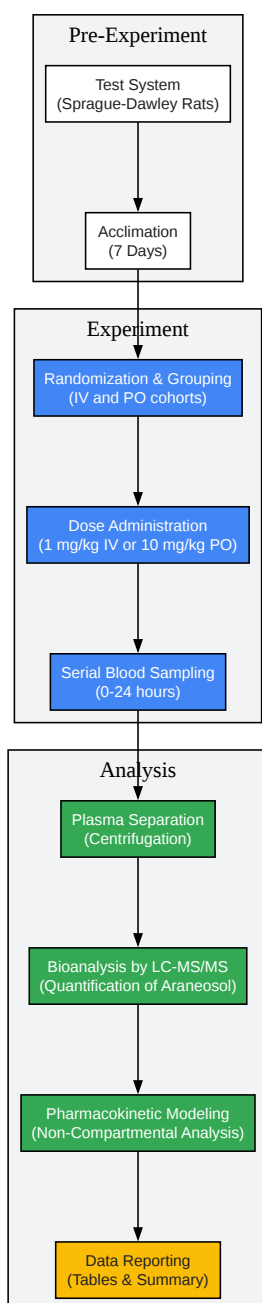 Pre-Experiment
Test System
(Sprague-Dawley Rats)
Acclimation
(7 Days)
Experiment
Randomization & Grouping
(IV and PO cohorts)
Dose Administration
(1 mg/kg IV or 10 mg/kg PO)
Serial Blood Sampling
(0-24 hours)
Analysis
Plasma Separation
(Centrifugation)
Bioanalysis by LC-MS/MS
(Quantification of Araneosol)
Pharmacokinetic Modeling
(Non-Compartmental Analysis)
Data Reporting
(Tables & Summary)